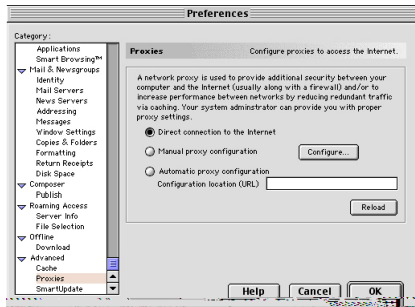 Preferences
Category:
Applications
Smart Browsing™
Mail & Newsgroups
Identity
Mail Servers
News Servers
Addressing
Messages
Window Settings
Copies & Folders
Formatting
Return Receipts
Disk Space
Composer
Publish
Roaming Access
Server Info
File Selection
Offline
Download
Advanced
Cache
Proxies
SmartUpdate
Proxies Configure proxies to access the Internet.
A network proxy is used to provide additional security between your
computer and the Internet (usually along with a firewall) and/or to
increase performance between networks by reducing redundant traffic
via caching. Your system adminstrator can provide you with proper
proxy settings.
Direct connection to the Internet
Manual proxy configuration Configure...
Automatic proxy configuration
Configuration location (URL)
Reload
Help Cancel OK